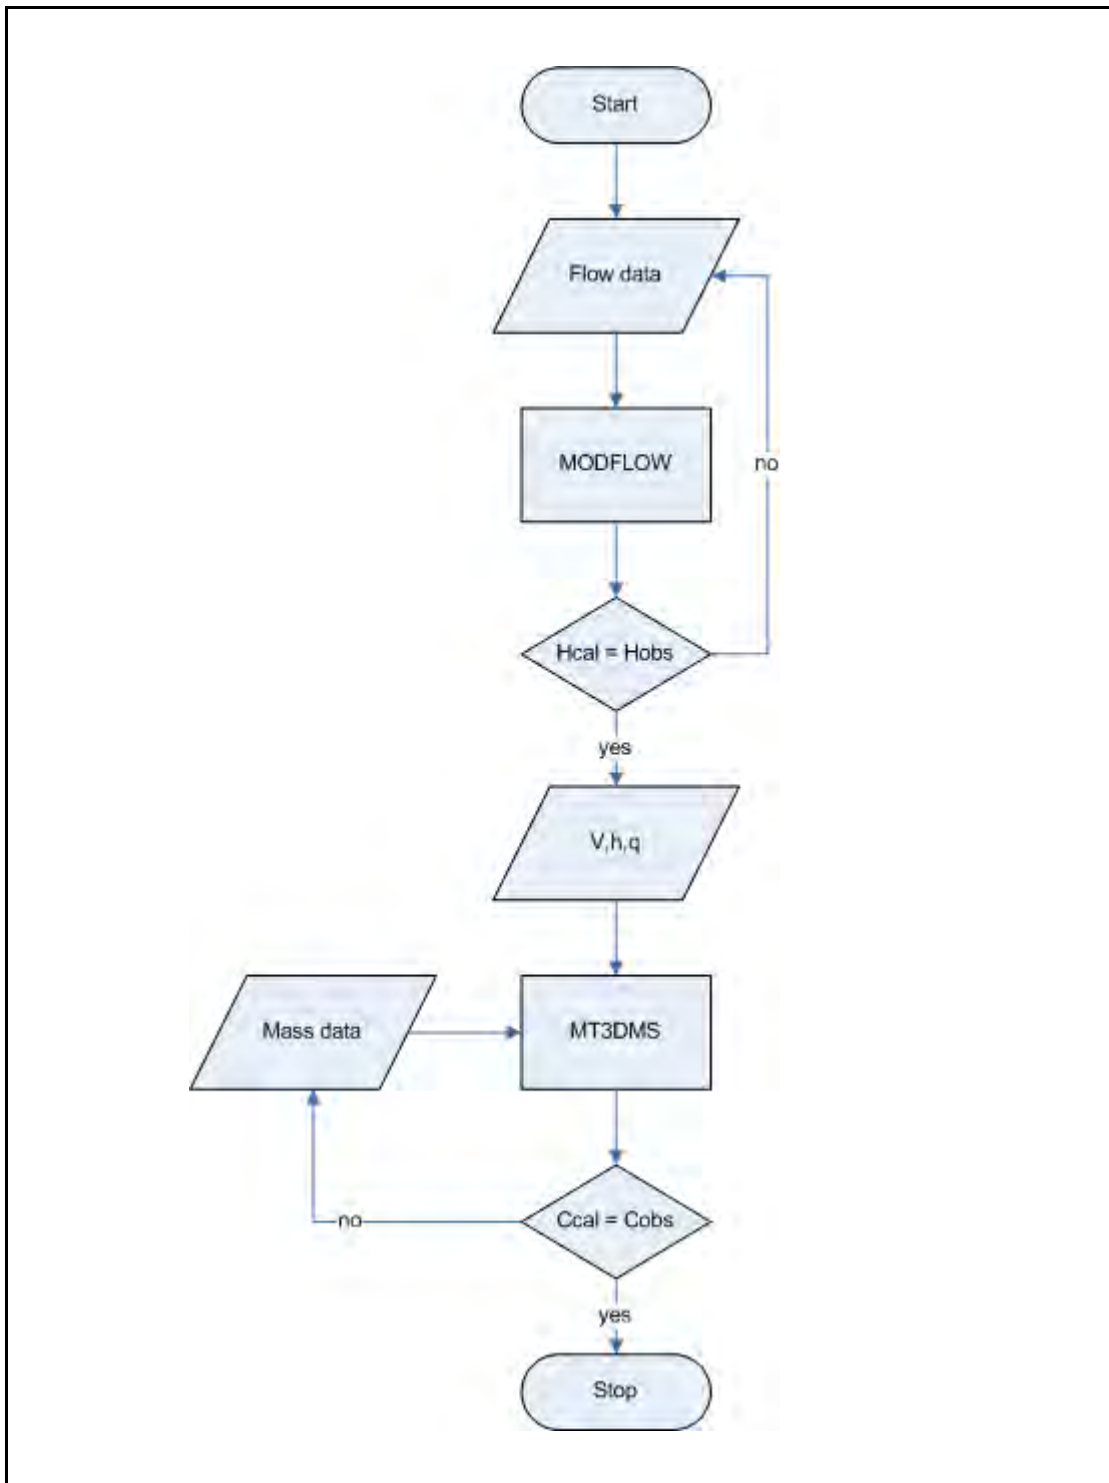 Start
Flow data
MODFLOW
no
Hcal = Hobs
yes
V,h,q
Mass data
MT3DMS
Ccal = Cobs
no
yes
Stop